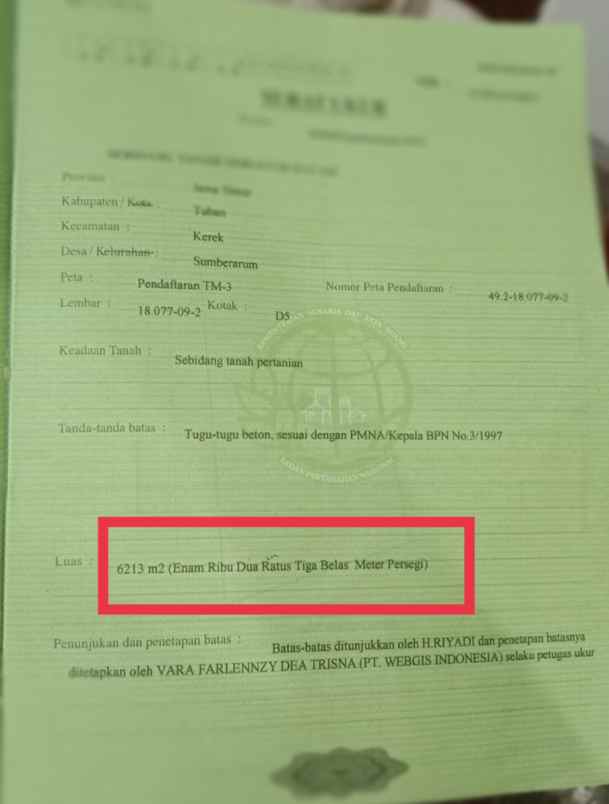 SURAT UKUR
Provinsi : Jawa Timur
Kabupaten / Kota : Tuban
Kecamatan : Kerek
Desa / Kelurahan : Sumberarum
Peta : Pendaftaran TM-3 Nomor Peta Pendaftaran : 49.2-18.077-09-2
Lembar : 18.077-09-2 Kotak : D5
Keadaan Tanah : Sebidang tanah pertanian
Tanda-tanda batas : Tugu-tugu beton, sesuai dengan PMNA/Kepala BPN No.3/1997
BADAN PERTANAHAN NASIONAL
Luas : 6213 m2 (Enam Ribu Dua Ratus Tiga Belas Meter Persegi)
Penunjukan dan penetapan batas : Batas-batas ditunjukkan oleh H.RIYADI dan penetapan batasnya
ditetapkan oleh VARA FARLENNZY DEA TRISNA (PT. WEBGIS INDONESIA) selaku petugas ukur